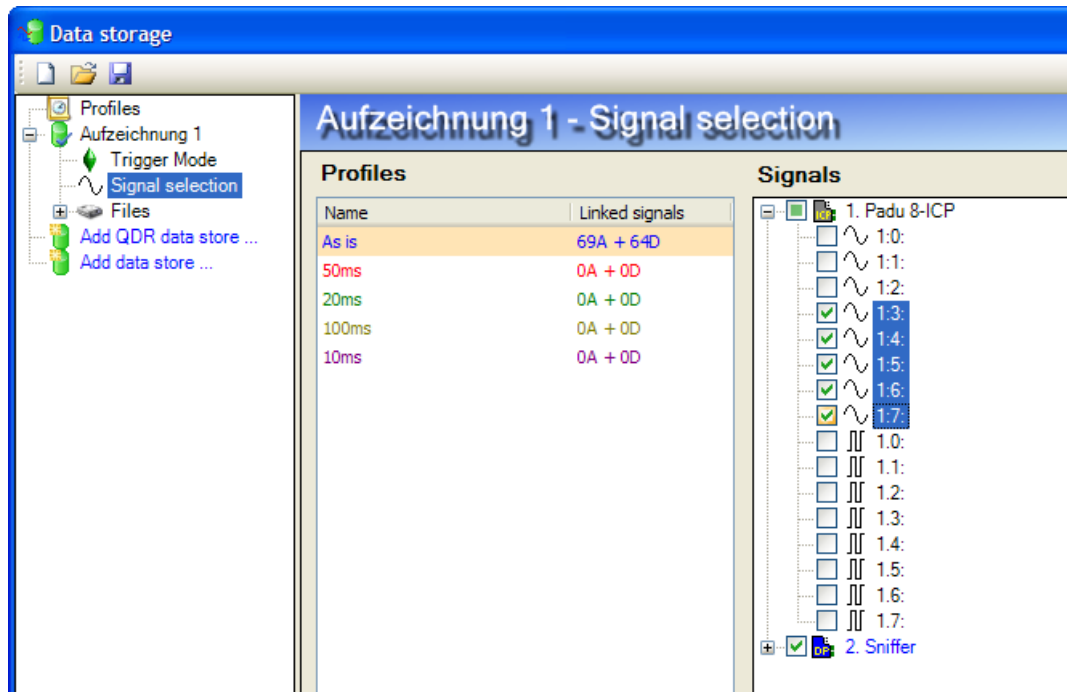 Data storage
Profiles
Aufzeichnung 1
Trigger Mode
Signal selection
Files
Add QDR data store ...
Add data store ...
Aufzeichnung 1 - Signal selection
Profiles
Name Linked signals
As is 69A + 64D
50ms 0A + 0D
20ms 0A + 0D
100ms 0A + 0D
10ms 0A + 0D
Signals
ICP 1. Padu 8-ICP
1:0:
1:1:
1:2:
1:3:
1:4:
1:5:
1:6:
1:7:
1.0:
1.1:
1.2:
1.3:
1.4:
1.5:
1.6:
1.7:
DP 2. Sniffer